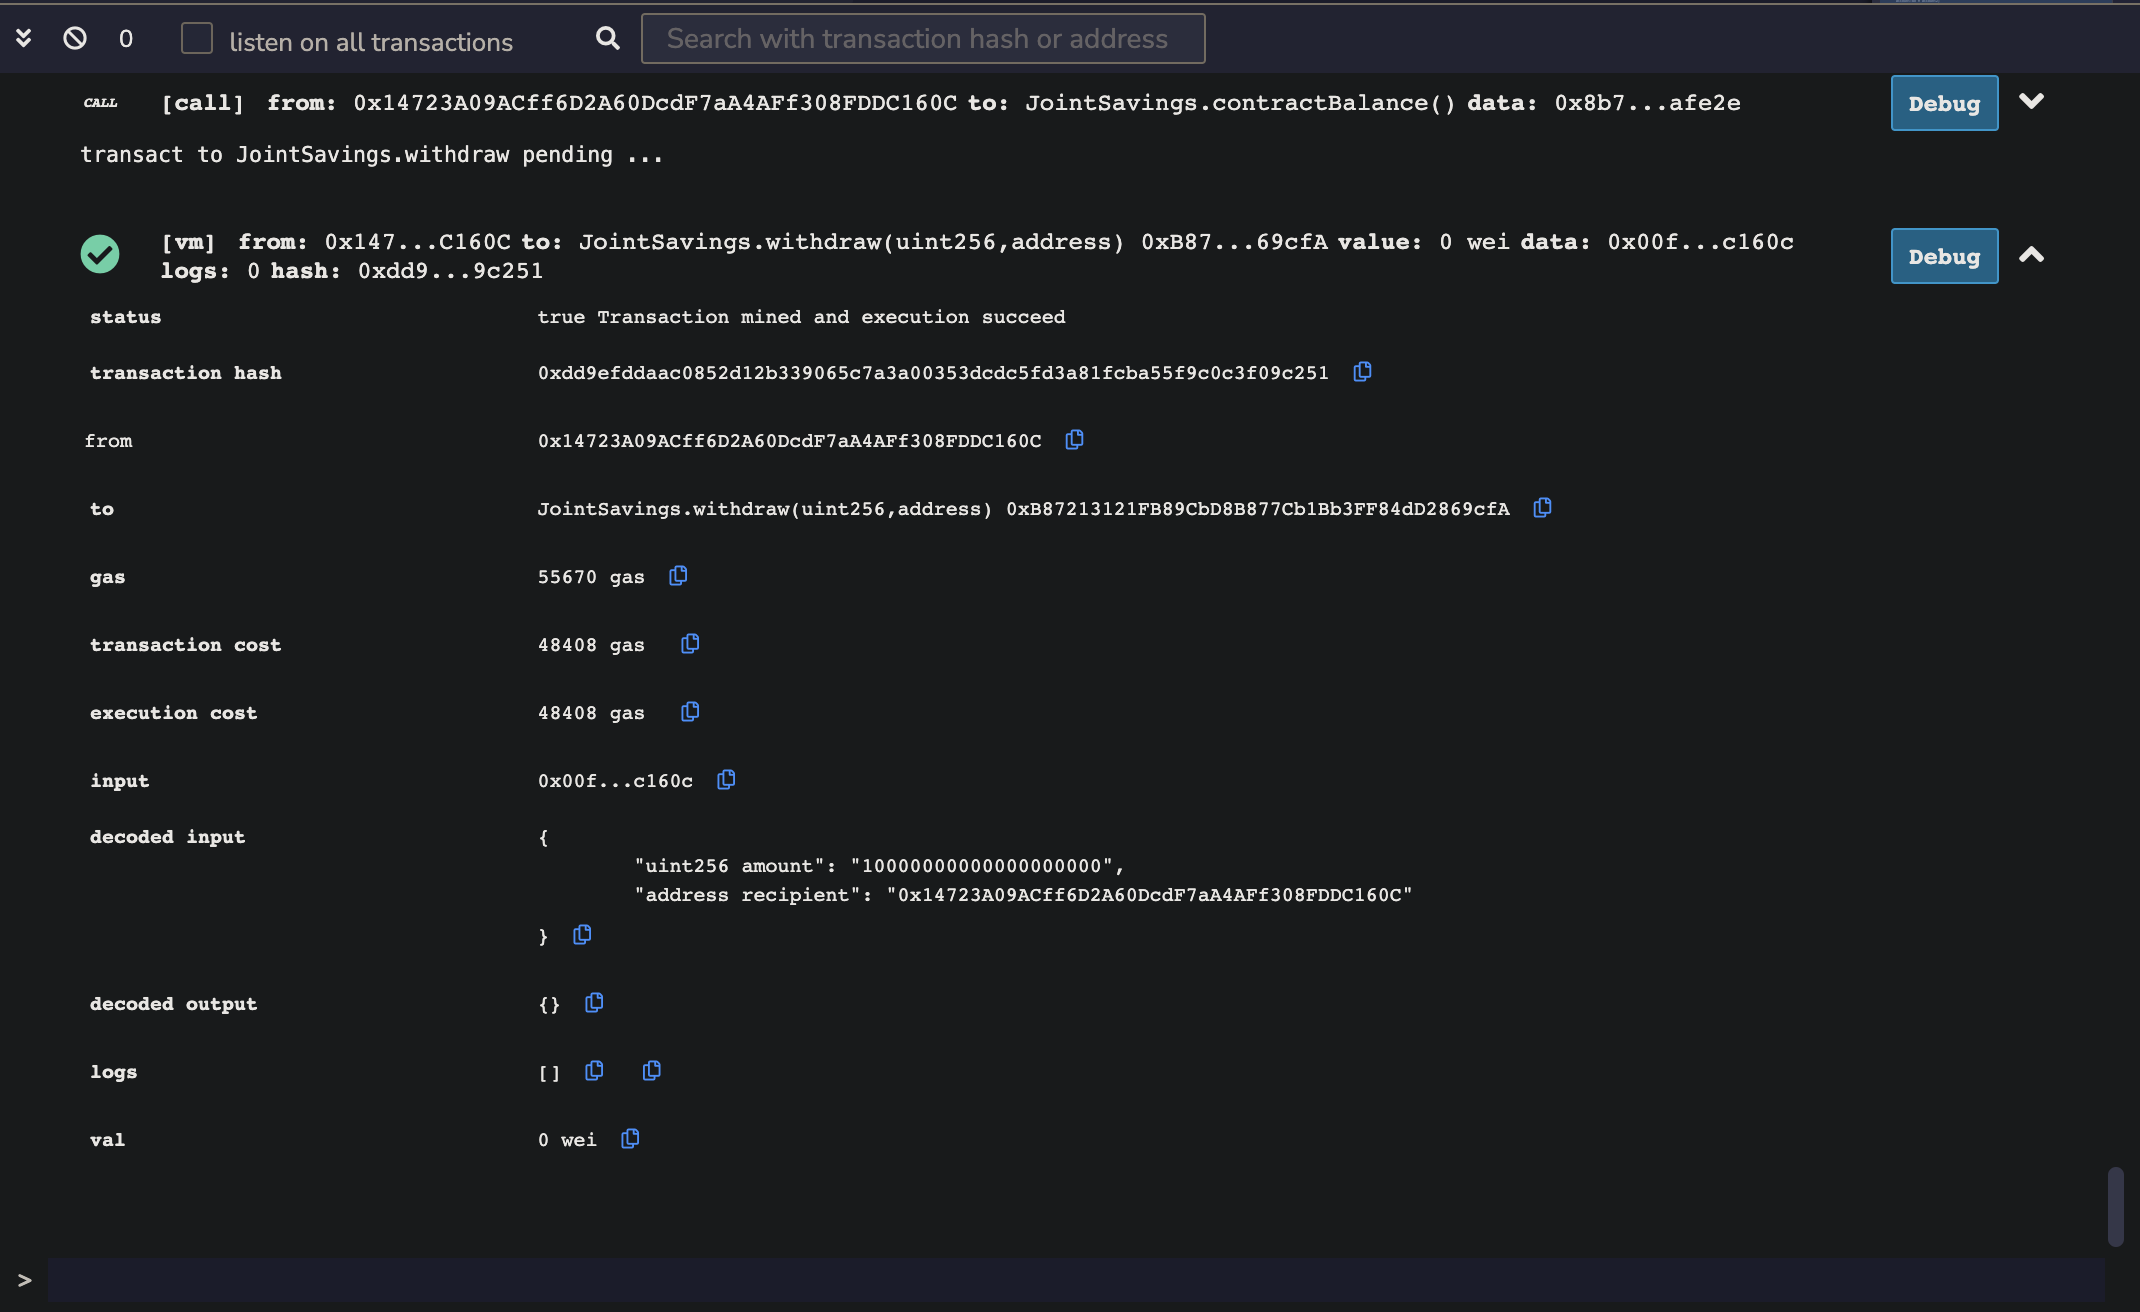 0 listen on all transactions Search with transaction hash or address
CALL [call] from: 0x14723A09ACff6D2A60DcdF7aA4AFf308FDDC160C to: JointSavings.contractBalance() data: 0x8b7...afe2e Debug
transact to JointSavings.withdraw pending ...
[vm] from: 0x147...C160C to: JointSavings.withdraw(uint256,address) 0xB87...69cfA value: 0 wei data: 0x00f...c160c Debug
logs: 0 hash: 0xdd9...9c251
status true Transaction mined and execution succeed
transaction hash 0xdd9efddaac0852d12b339065c7a3a00353dcdc5fd3a81fcba55f9c0c3f09c251
from 0x14723A09ACff6D2A60DcdF7aA4AFf308FDDC160C
to JointSavings.withdraw(uint256,address) 0xB87213121FB89CbD8B877Cb1Bb3FF84dD2869cfA
gas 55670 gas
transaction cost 48408 gas
execution cost 48408 gas
input 0x00f...c160c
decoded input {
"uint256 amount": "10000000000000000000",
"address recipient": "0x14723A09ACff6D2A60DcdF7aA4AFf308FDDC160C"
}
decoded output {}
logs []
val 0 wei
>